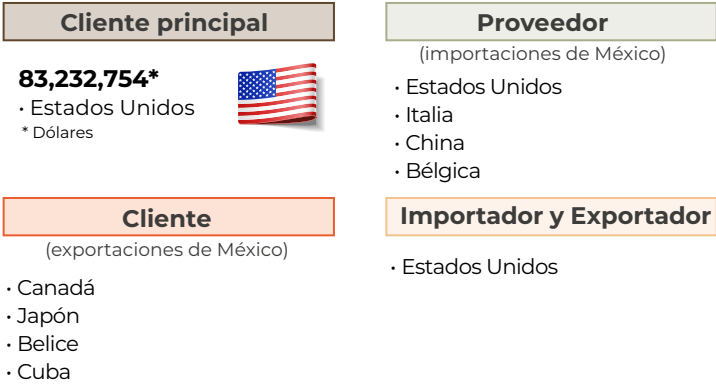 Cliente principal
83,232,754*
• Estados Unidos
* Dólares
Proveedor
(importaciones de México)
• Estados Unidos
• Italia
• China
• Bélgica
Cliente
(exportaciones de México)
• Canadá
• Japón
• Belice
• Cuba
Importador y Exportador
• Estados Unidos